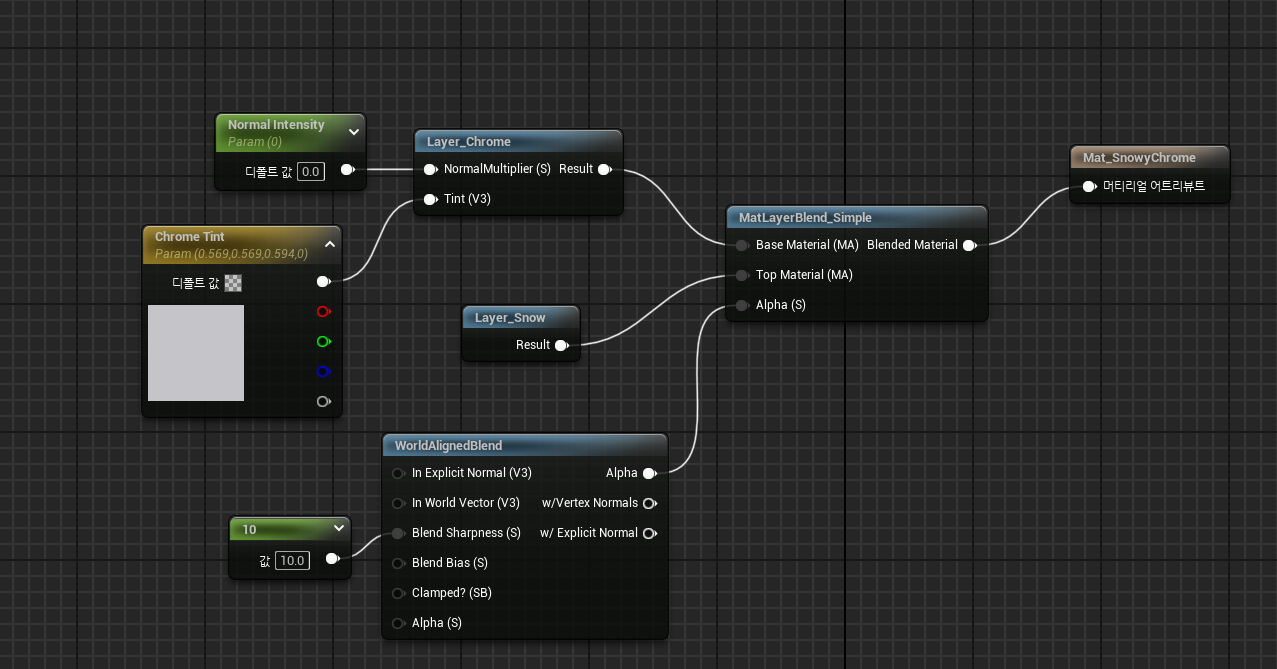 Normal Intensity
Param (0)
디폴트 값 0.0
Layer_Chrome
NormalMultiplier (S) Result
Tint (V3)
Mat_SnowyChrome
머티리얼 어트리뷰트
Chrome Tint
Param (0.569,0.569,0.594,0)
디폴트 값
MatLayerBlend_Simple
Base Material (MA) Blended Material
Top Material (MA)
Alpha (S)
Layer_Snow
Result
WorldAlignedBlend
In Explicit Normal (V3) Alpha
In World Vector (V3) w/Vertex Normals
Blend Sharpness (S) w/ Explicit Normal
Blend Bias (S)
Clamped? (SB)
Alpha (S)
10
값 10.0